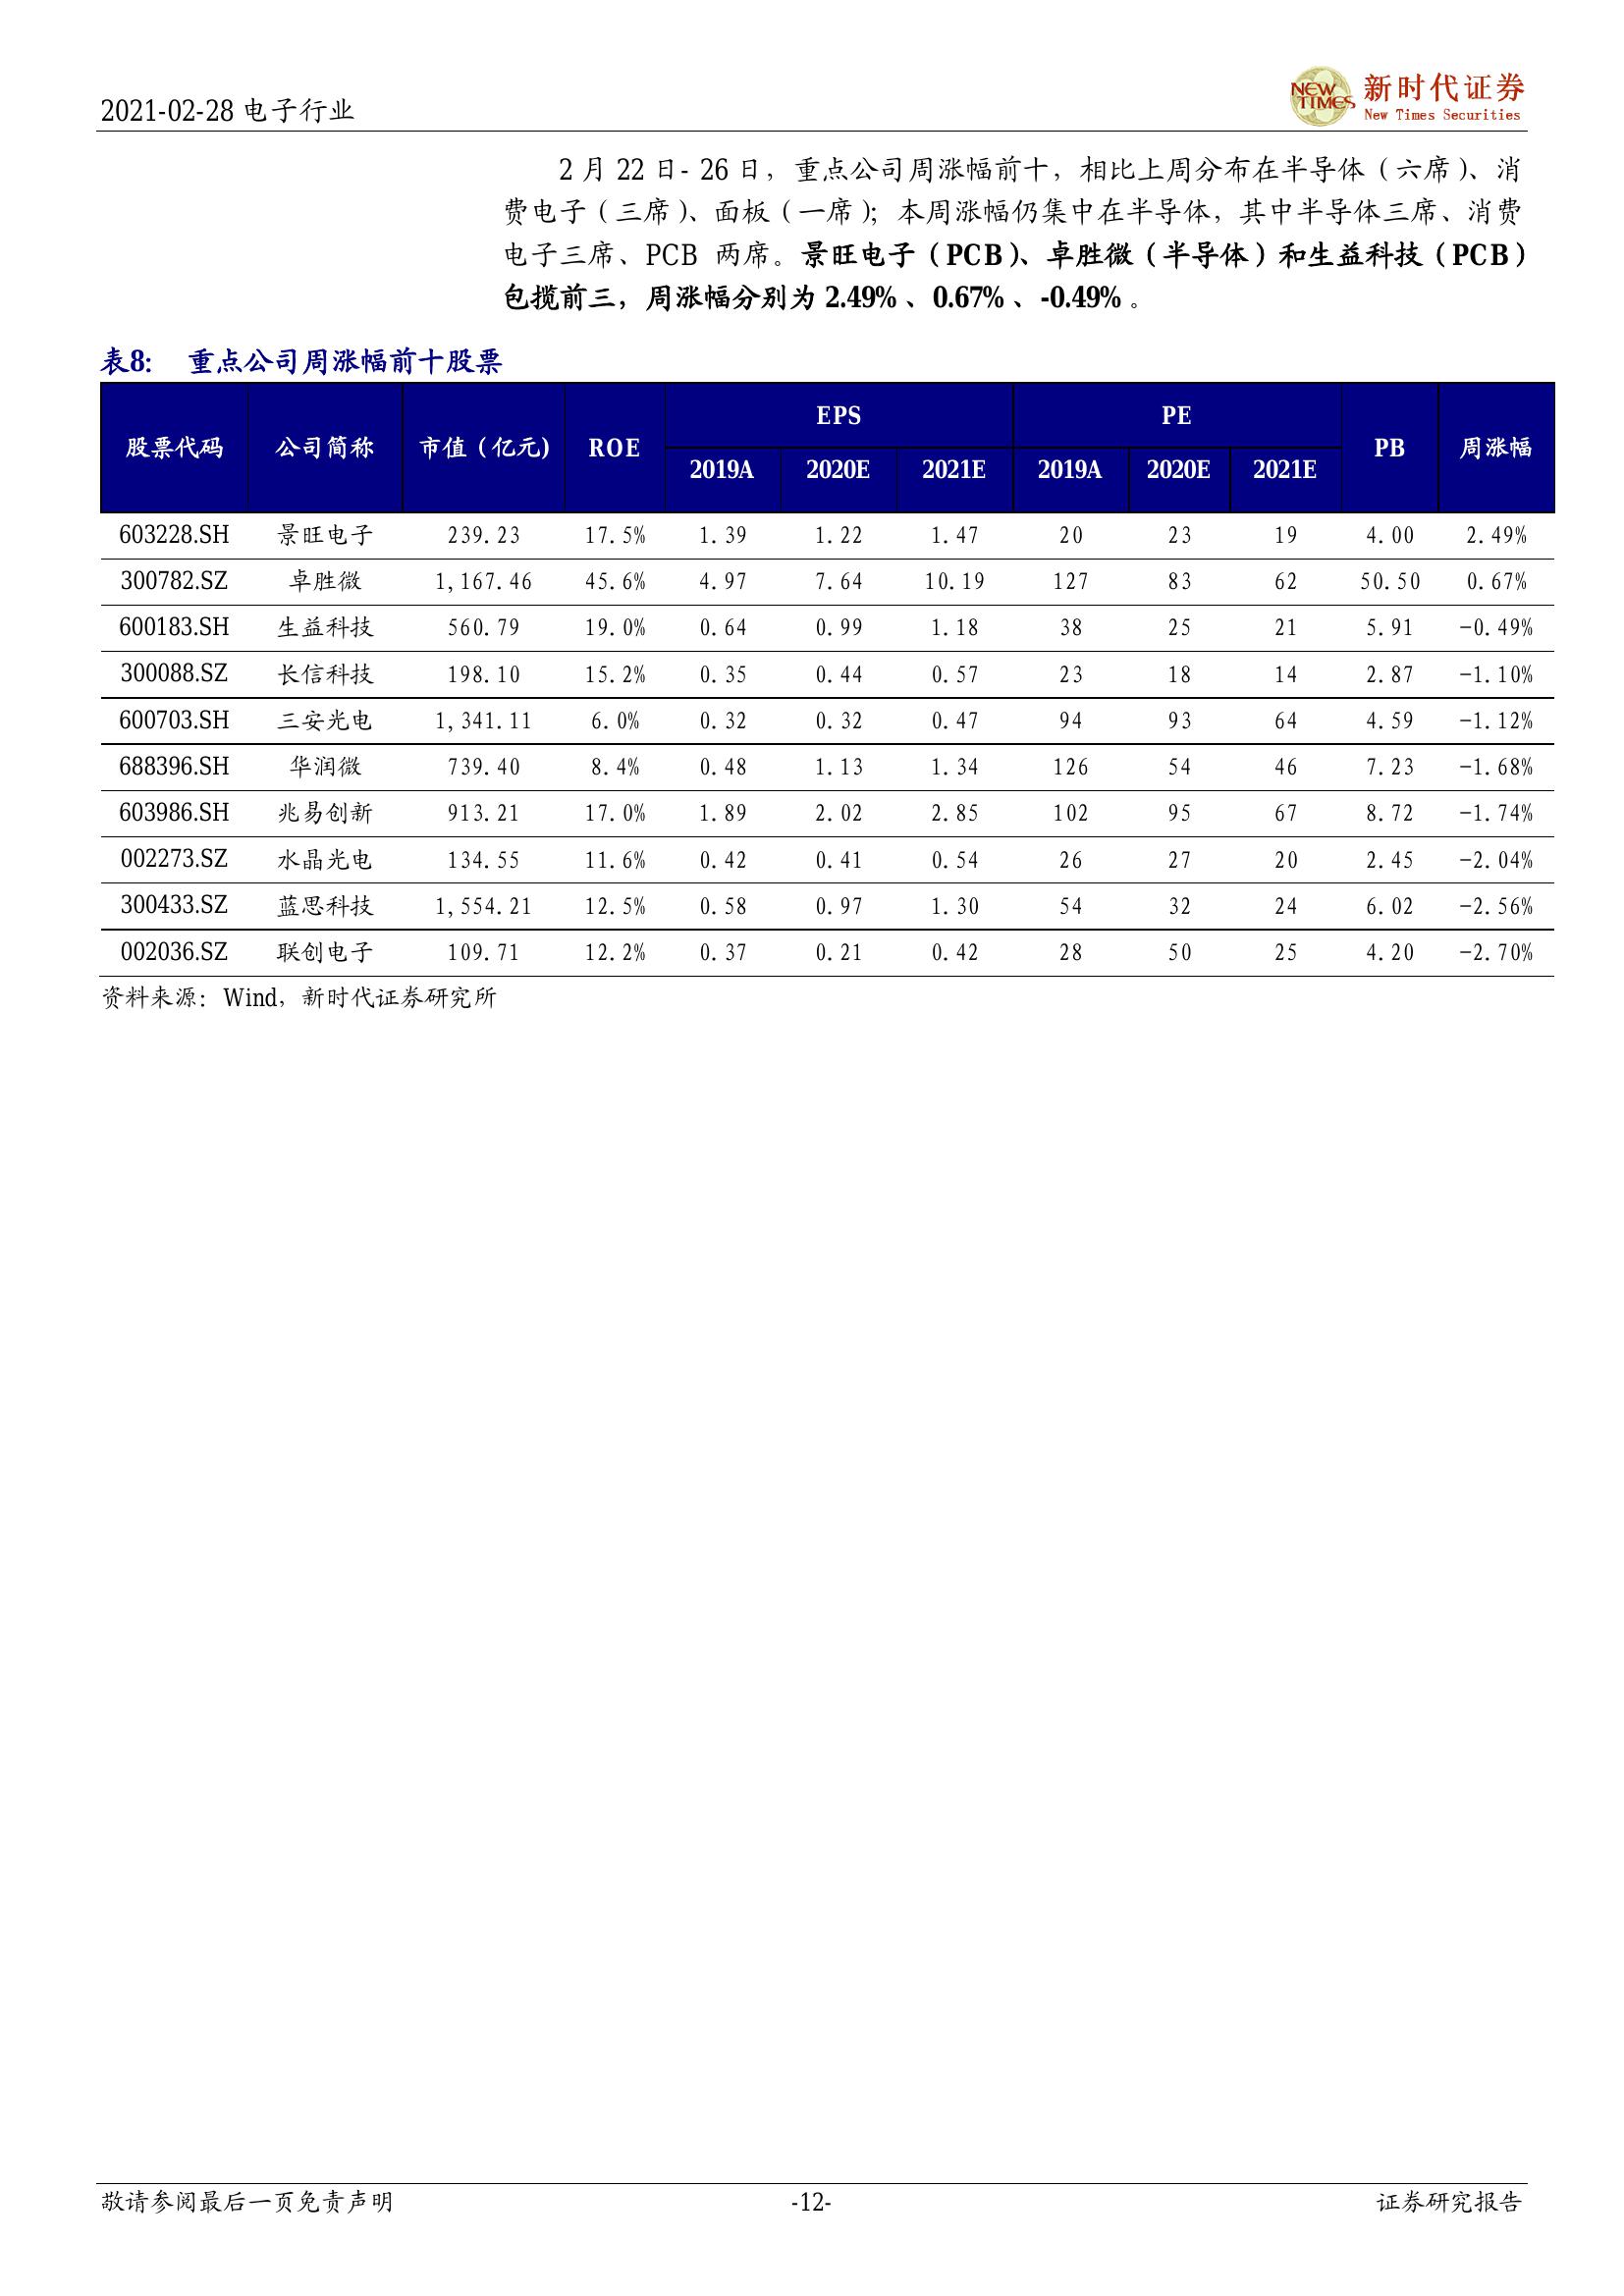 2021-02-28 电子行业
NEW TIMES
新时代证券
New Times Securities
2 月 22 日- 26 日，重点公司周涨幅前十，相比上周分布在半导体（六席）、消
费电子（三席）、面板（一席）；本周涨幅仍集中在半导体，其中半导体三席、消费
电子三席、PCB 两席。景旺电子（PCB）、卓胜微（半导体）和生益科技（PCB）
包揽前三，周涨幅分别为 2.49% 、0.67% 、-0.49% 。
表8: 重点公司周涨幅前十股票
股票代码 公司简称 市值（亿元) ROE EPS PE PB 周涨幅
2019A 2020E 2021E 2019A 2020E 2021E
603228.SH 景旺电子 239.23 17.5% 1.39 1.22 1.47 20 23 19 4.00 2.49%
300782.SZ 卓胜微 1,167.46 45.6% 4.97 7.64 10.19 127 83 62 50.50 0.67%
600183.SH 生益科技 560.79 19.0% 0.64 0.99 1.18 38 25 21 5.91 -0.49%
300088.SZ 长信科技 198.10 15.2% 0.35 0.44 0.57 23 18 14 2.87 -1.10%
600703.SH 三安光电 1,341.11 6.0% 0.32 0.32 0.47 94 93 64 4.59 -1.12%
688396.SH 华润微 739.40 8.4% 0.48 1.13 1.34 126 54 46 7.23 -1.68%
603986.SH 兆易创新 913.21 17.0% 1.89 2.02 2.85 102 95 67 8.72 -1.74%
002273.SZ 水晶光电 134.55 11.6% 0.42 0.41 0.54 26 27 20 2.45 -2.04%
300433.SZ 蓝思科技 1,554.21 12.5% 0.58 0.97 1.30 54 32 24 6.02 -2.56%
002036.SZ 联创电子 109.71 12.2% 0.37 0.21 0.42 28 50 25 4.20 -2.70%
资料来源：Wind，新时代证券研究所
敬请参阅最后一页免责声明 -12- 证券研究报告